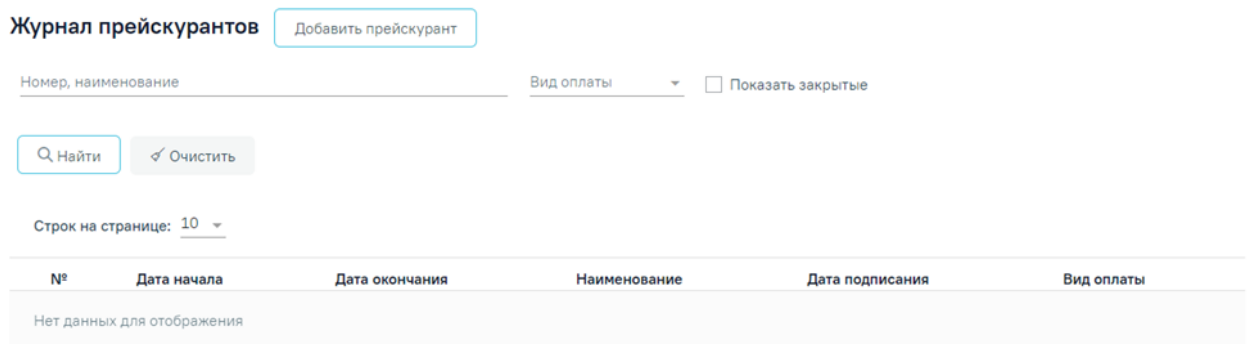 Журнал прейскурантов Добавить прейскурант
Номер, наименование Вид оплаты Показать закрытые
Найти Очистить
Строк на странице: 10
№ Дата начала Дата окончания Наименование Дата подписания Вид оплаты
Нет данных для отображения